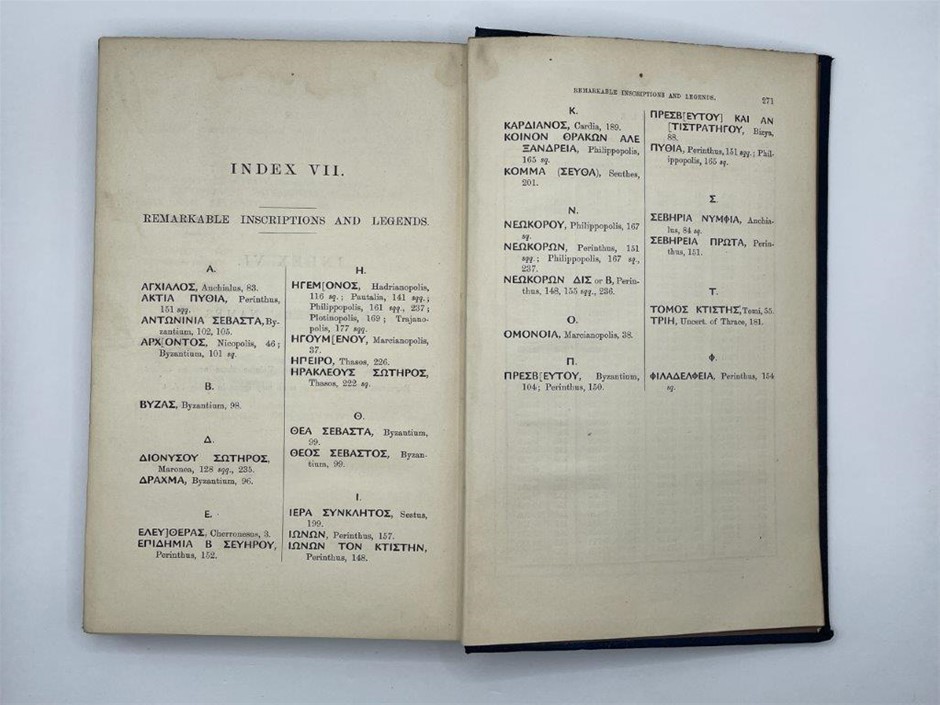 INDEX VII.
REMARKABLE INSCRIPTIONS AND LEGENDS.
Α.
ΑΓΧΙΑΛΟΣ, Anchialus, 83.
ΑΚΤΙΑ ΠΥΘΙΑ, Perinthus,
151 sqq.
ΑΝΤΩΝΙΝΙΑ ΣΕΒΑΣΤΑ, By-
zantium, 102, 105.
ΑΡΧ[ΟΝΤΟΣ, Nicopolis, 46;
Byzantium, 101 sq.
Β.
ΒΥΖΑΣ, Byzantium, 98.
Δ.
ΔΙΟΝΥΣΟΥ ΣΩΤΗΡΟΣ,
Maronea, 128 sqq., 235.
ΔΡΑΧΜΑ, Byzantium, 96.
Ε.
ΕΛΕΥ]ΘΕΡΑΣ, Cherronesos, 3.
ΕΠΙΔΗΜΙΑ Β ΣΕΥΗΡΟΥ,
Perinthus, 152.
Η.
ΗΓΕΜ[ΟΝΟΣ, Hadrianopolis,
116 sq.; Pautalia, 141 sqq.;
Philippopolis, 161 sqq., 237;
Plotinopolis, 169; Trajano-
polis, 177 sqq.
ΗΓΟΥΜ[ΕΝΟΥ, Marcianopolis,
37.
ΗΠΕΙΡΟ, Thasos, 226.
ΗΡΑΚΛΕΟΥΣ ΣΩΤΗΡΟΣ,
Thasos, 222 sq.
Θ.
ΘΕΑ ΣΕΒΑΣΤΑ, Byzantium,
99.
ΘΕΟΣ ΣΕΒΑΣΤΟΣ, Byzan-
tium, 99.
Ι.
ΙΕΡΑ ΣΥΝΚΛΗΤΟΣ, Sestus,
199.
ΙΩΝΩΝ, Perinthus, 157.
ΙΩΝΩΝ ΤΟΝ ΚΤΙΣΤΗΝ,
Perinthus, 148.
REMARKABLE INSCRIPTIONS AND LEGENDS. 271
Κ.
ΚΑΡΔΙΑΝΟΣ, Cardia, 189.
ΚΟΙΝΟΝ ΘΡΑΚΩΝ ΑΛΕ
ΞΑΝΔΡΕΙΑ, Philippopolis,
165 sq.
ΚΟΜΜΑ (ΣΕΥΘΑ), Seuthes,
201.
Ν.
ΝΕΩΚΟΡΟΥ, Philippopolis, 167
sq.
ΝΕΩΚΟΡΩΝ, Perinthus, 151
sqq.; Philippopolis, 167 sq.,
237.
ΝΕΩΚΟΡΩΝ ΔΙΣ or Β, Perin-
thus, 148, 155 sqq., 236.
Ο.
ΟΜΟΝΟΙΑ, Marcianopolis, 38.
Π.
ΠΡΕΣΒ[ΕΥΤΟΥ, Byzantium,
104; Perinthus, 150.
ΠΡΕΣΒ[ΕΥΤΟΥ] ΚΑΙ ΑΝ
[ΤΙΣΤΡΑΤΗΓΟΥ, Bizya,
88.
ΠΥΘΙΑ, Perinthus, 151 sqq.; Phil-
ippopolis, 165 sq.
Σ.
ΣΕΒΗΡΙΑ ΝΥΜΦΙΑ, Anchia-
lus, 84 sq.
ΣΕΒΗΡΕΙΑ ΠΡΩΤΑ, Perin-
thus, 151.
Τ.
ΤΟΜΟΣ ΚΤΙΣΤΗΣ, Tomi, 55.
ΤΡΙΗ, Uncert. of Thrace, 181.
Φ.
ΦΙΛΑΔΕΛΦΕΙΑ, Perinthus, 154
sq.